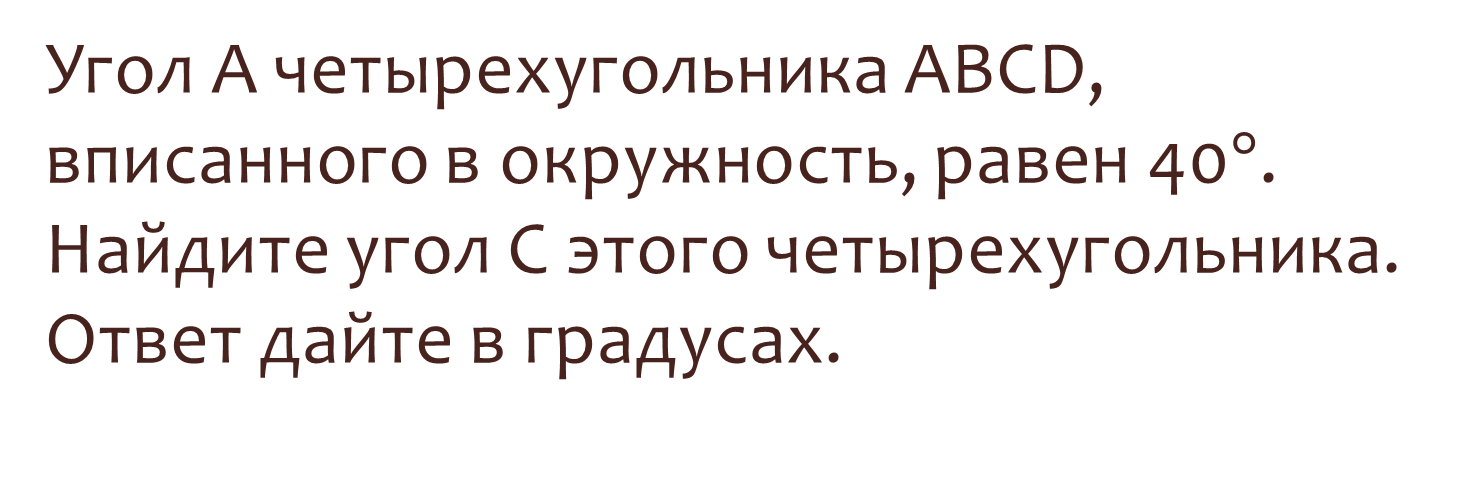 Угол А четырехугольника ABCD,
вписанного в окружность, равен 40°.
Найдите угол С этого четырехугольника.
Ответ дайте в градусах.